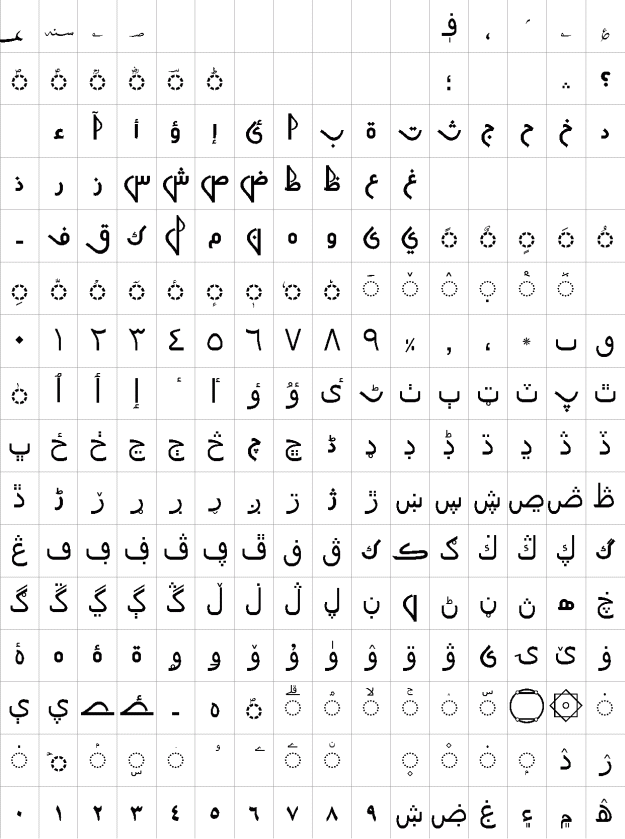 ؀ ؁ ؂ ؃ ؋ ، ؍ ؎ ؏
◌ؐ ◌ؑ ◌ؒ ◌ؓ ◌ؔ ◌ؕ ؛ ؞ ؟
ء آ أ ؤ إ ئ ا ب ة ت ث ج ح خ د
ذ ر ز س ش ص ض ط ظ ع غ
ـ ف ق ك ل م ن ه و ى ي ◌ً ◌ٌ ◌ٍ ◌َ ◌ُ
◌ِ ◌ّ ◌ْ ◌ٓ ◌ٔ ◌ٕ ◌ٖ ◌ٗ ◌٘ ◌ٙ ◌ٚ ◌ٛ ◌ٜ ◌ٝ ◌ٞ
٠ ١ ٢ ٣ ٤ ٥ ٦ ٧ ٨ ٩ ٪ ٫ ٬ ٭ ٮ ٯ
◌ٰ ٱ ٲ ٳ ٴ ٵ ٶ ٷ ٸ ٹ ٺ ٻ ټ ٽ پ ٿ
ڀ ځ ڂ ڃ ڄ څ چ ڇ ڈ ډ ڊ ڋ ڌ ڍ ڎ ڏ
ڐ ڑ ڒ ړ ڔ ڕ ږ ڗ ژ ڙ ښ ڛ ڜ ڝ ڞ ڟ
ڠ ڡ ڢ ڣ ڤ ڥ ڦ ڧ ڨ ک ڪ ګ ڬ ڭ ڮ گ
ڰ ڱ ڲ ڳ ڴ ڵ ڶ ڷ ڸ ڹ ں ڻ ڼ ڽ ھ ڿ
ۀ ہ ۂ ۃ ۄ ۅ ۆ ۇ ۈ ۉ ۊ ۋ ی ۍ ێ ۏ
ې ۑ ے ۓ ۔ ە ◌ۖ ◌ۗ ◌ۘ ◌ۙ ◌ۚ ◌ۛ ◌ۜ ۝ ۞ ◌۟
◌۠ ◌ۡ ◌ۢ ◌ۣ ◌ۤ ۥ ۦ ◌ۧ ◌ۨ ◌۪ ◌۫ ◌۬ ◌ۭ ۮ ۯ
۰ ۱ ۲ ۳ ۴ ۵ ۶ ۷ ۸ ۹ ۺ ۻ ۼ ۽ ۾ ۿ